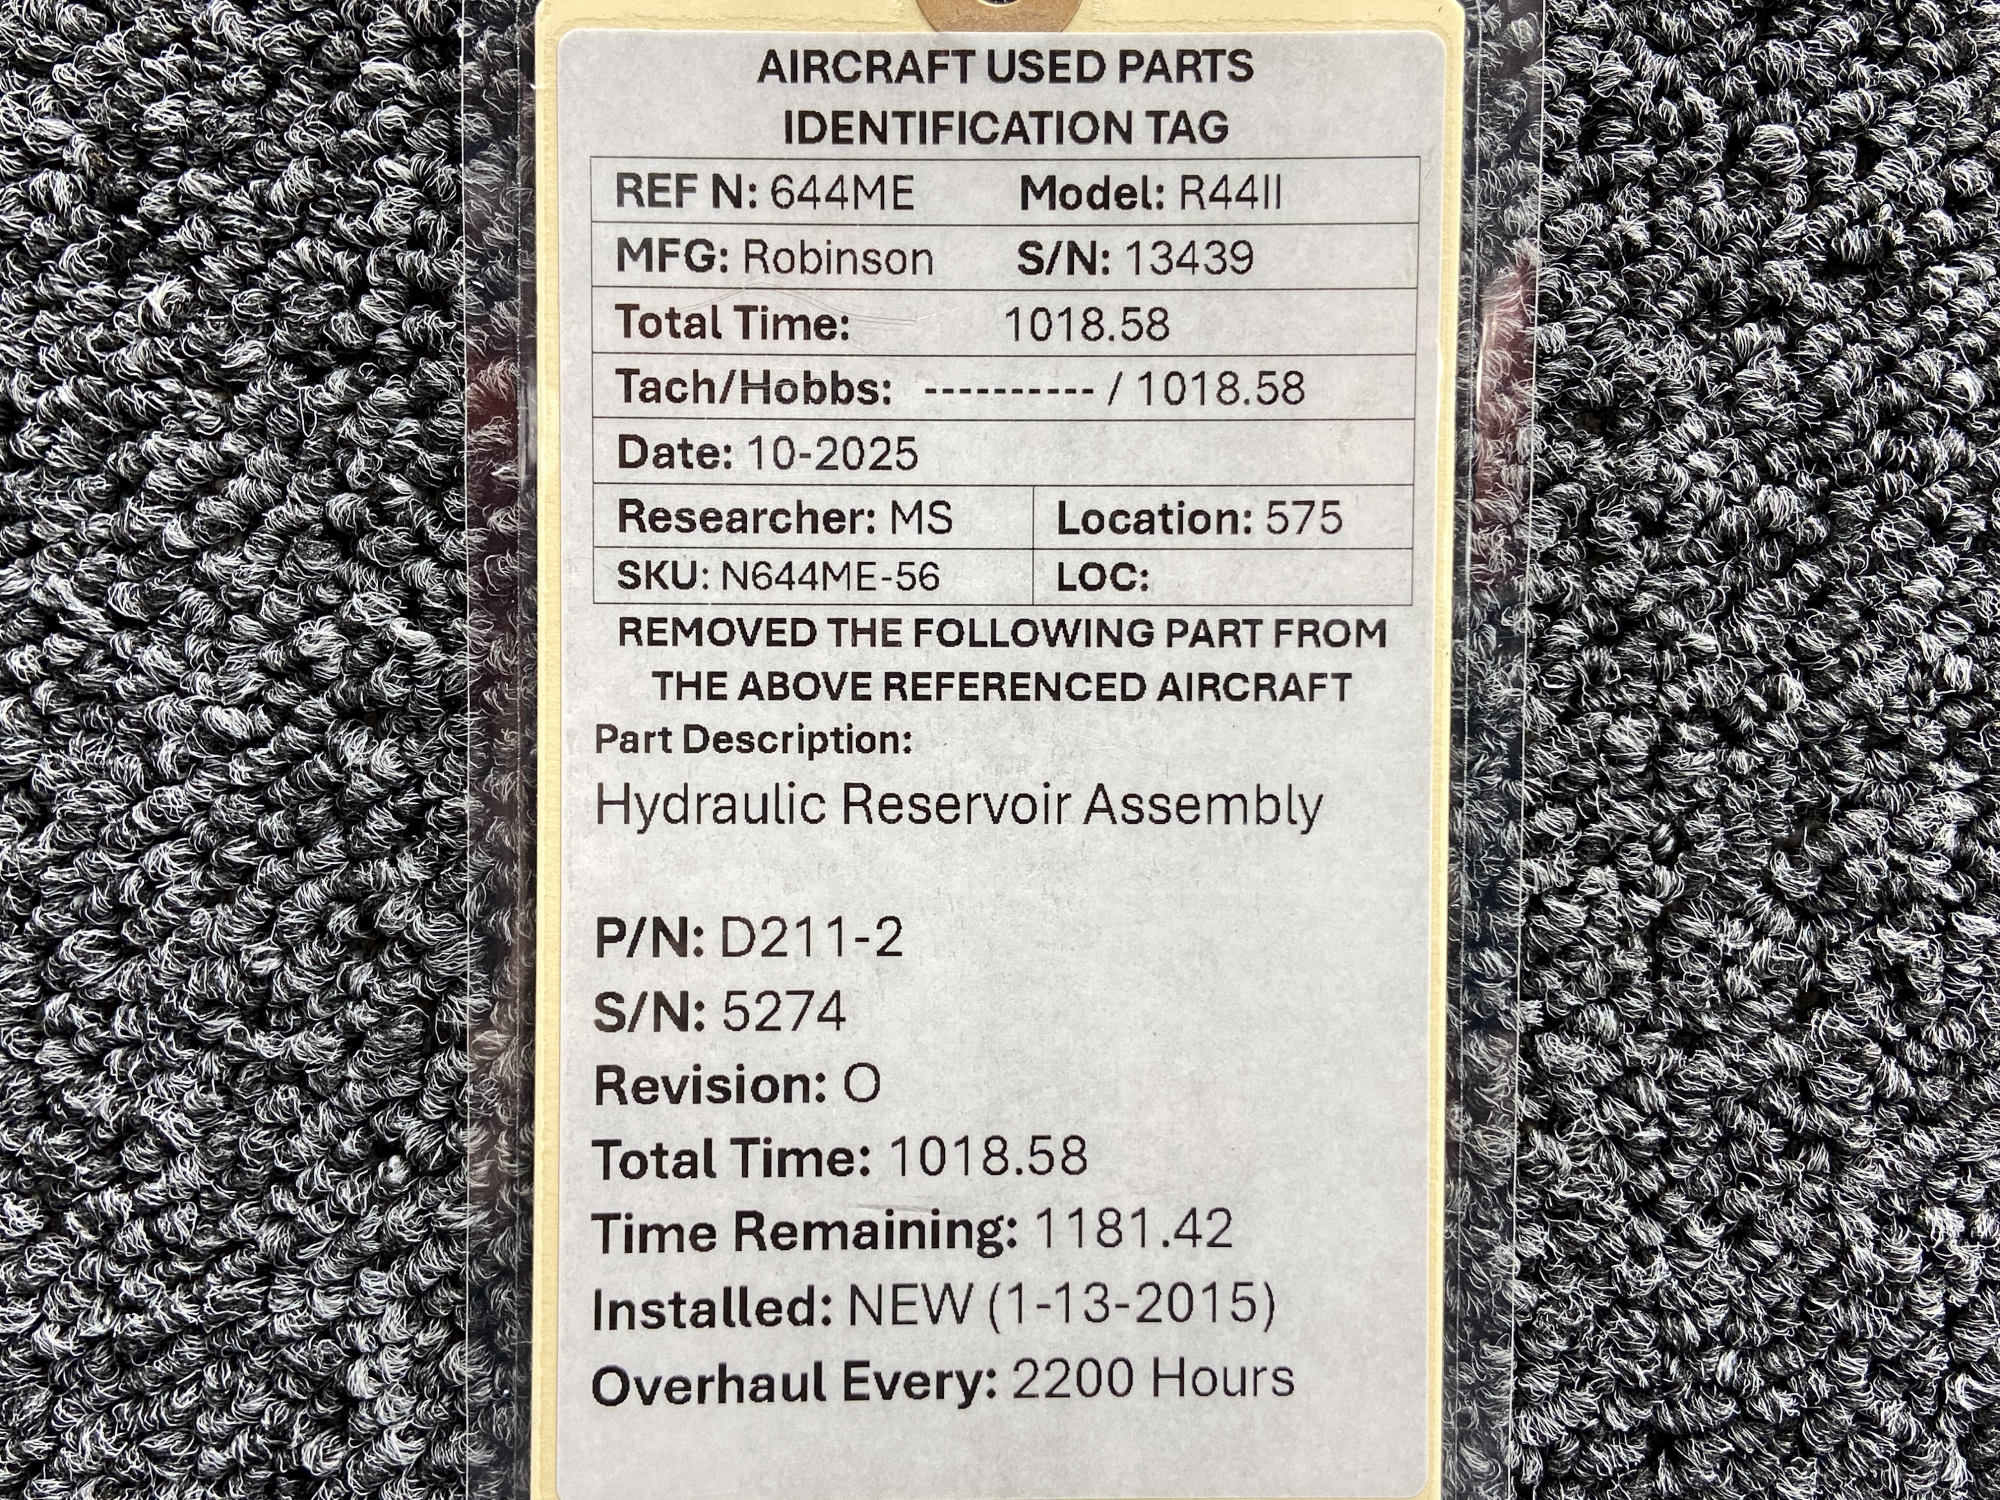 AIRCRAFT USED PARTS
IDENTIFICATION TAG
REF N: 644ME Model: R44II
MFG: Robinson S/N: 13439
Total Time: 1018.58
Tach/Hobbs: ---------- / 1018.58
Date: 10-2025
Researcher: MS Location: 575
SKU: N644ME-56 LOC:
REMOVED THE FOLLOWING PART FROM
THE ABOVE REFERENCED AIRCRAFT
Part Description:
Hydraulic Reservoir Assembly
P/N: D211-2
S/N: 5274
Revision: O
Total Time: 1018.58
Time Remaining: 1181.42
Installed: NEW (1-13-2015)
Overhaul Every: 2200 Hours